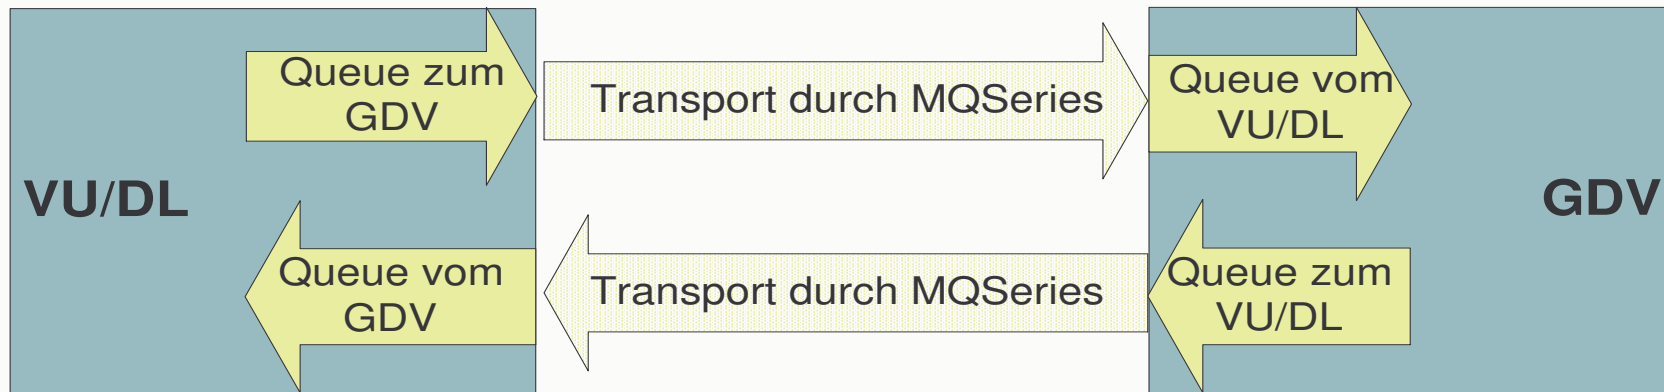 Queue zum
GDV
Transport durch MQSeries
Queue vom
VU/DL
VU/DL
GDV
Queue vom
GDV
Transport durch MQSeries
Queue zum
VU/DL